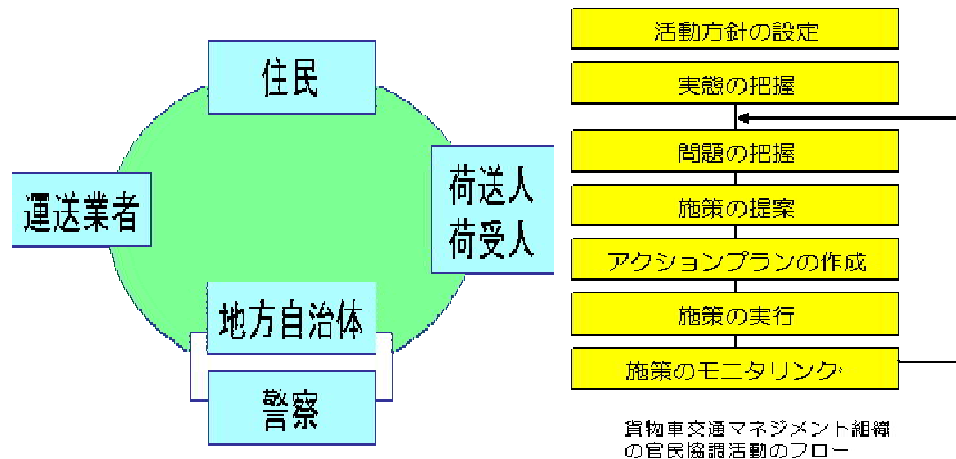 住民
運送業者
荷送人
荷受人
地方自治体
警察
活動方針の設定
実態の把握
問題の把握
施策の提案
アクションプランの作成
施策の実行
施策のモニタリング
貨物車交通マネジメント組織
の官民協調活動のフロー